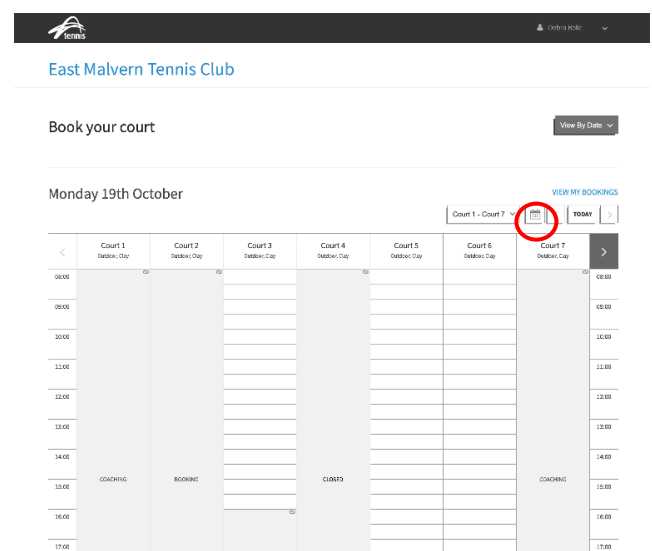 tennis
Debra Bolic
East Malvern Tennis Club
Book your court
View By Date
Monday 19th October
VIEW MY BOOKINGS
Court 1 - Court 7
TODAY
Court 1 Court 2 Court 3 Court 4 Court 5 Court 6 Court 7
Outdoor, Clay Outdoor, Clay Outdoor, Clay Outdoor, Clay Outdoor, Clay Outdoor, Clay Outdoor, Clay
08:00 08:00
09:00 09:00
10:00 10:00
11:00 11:00
12:00 12:00
13:00 13:00
14:00 14:00
COACHING BOOKING CLOSED COACHING
15:00 15:00
16:00 16:00
17:00 17:00